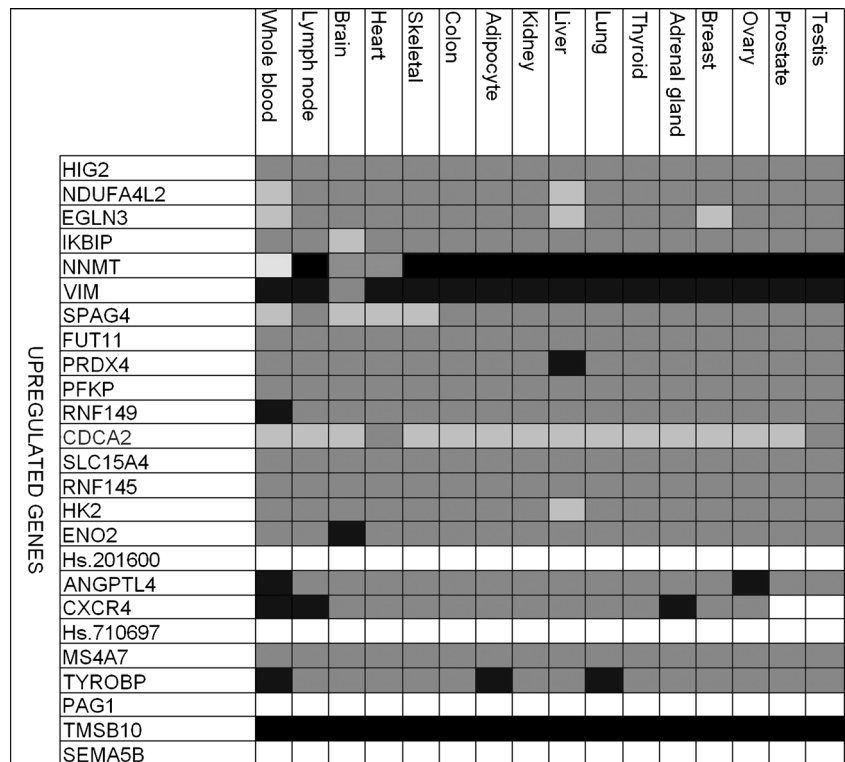 Whole blood
Lymph node
Brain
Heart
Skeletal
Colon
Adipocyte
Kidney
Liver
Lung
Thyroid
Adrenal gland
Breast
Ovary
Prostate
Testis
UPREGULATED GENES
HIG2
NDUFA4L2
EGLN3
IKBIP
NNMT
VIM
SPAG4
FUT11
PRDX4
PFKP
RNF149
CDCA2
SLC15A4
RNF145
HK2
ENO2
Hs.201600
ANGPTL4
CXCR4
Hs.710697
MS4A7
TYROBP
PAG1
TMSB10
SEMA5B